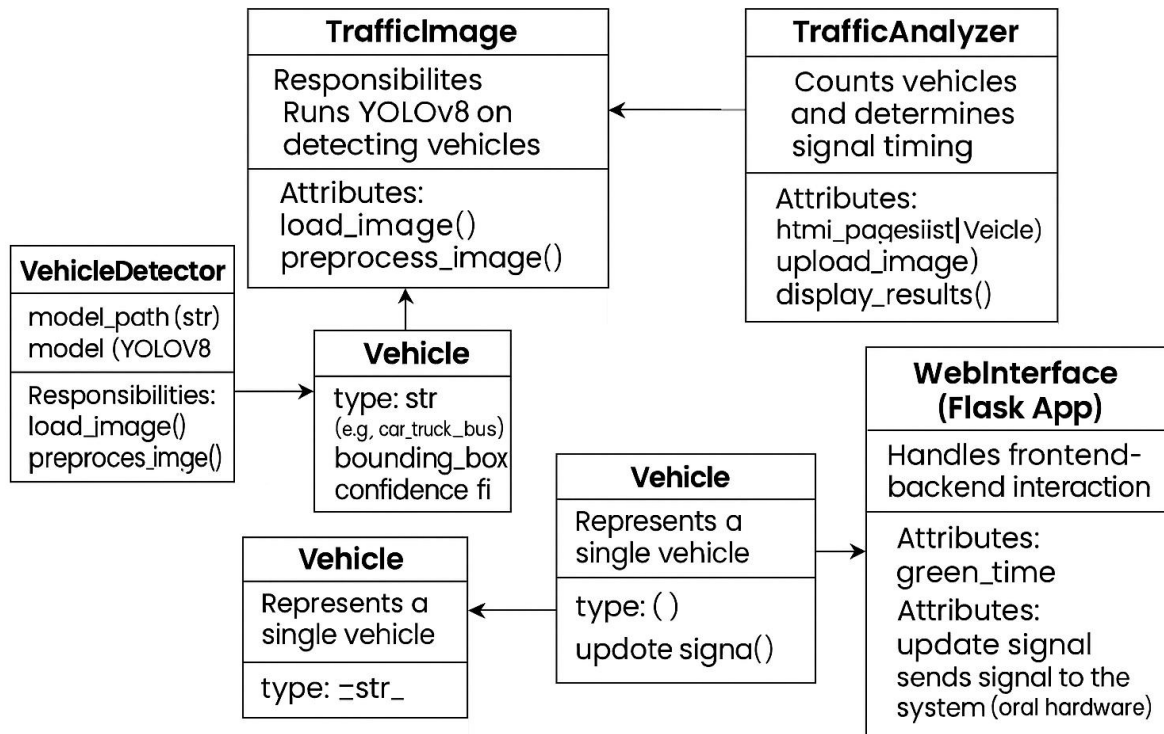 TrafficImage
Responsibilites
Runs YOLOv8 on
detecting vehicles
Attributes:
load_image()
preprocess_image()
TrafficAnalyzer
Counts vehicles
and determines
signal timing
Attributes:
htmi_pagesiist|Veicle)
upload_image)
display_results()
VehicleDetector
model_path (str)
model (YOLOV8
Responsibilities:
load_image()
preproces_imge()
Vehicle
type: str
(e.g, car_truck_bus)
bounding_box
confidence fi
WebInterface
(Flask App)
Handles frontend-
backend interaction
Attributes:
green_time
Attributes:
update signal
sends signal to the
system (oral hardware)
Vehicle
Represents a
single vehicle
type: ( )
updote signa()
Vehicle
Represents a
single vehicle
type: _str_